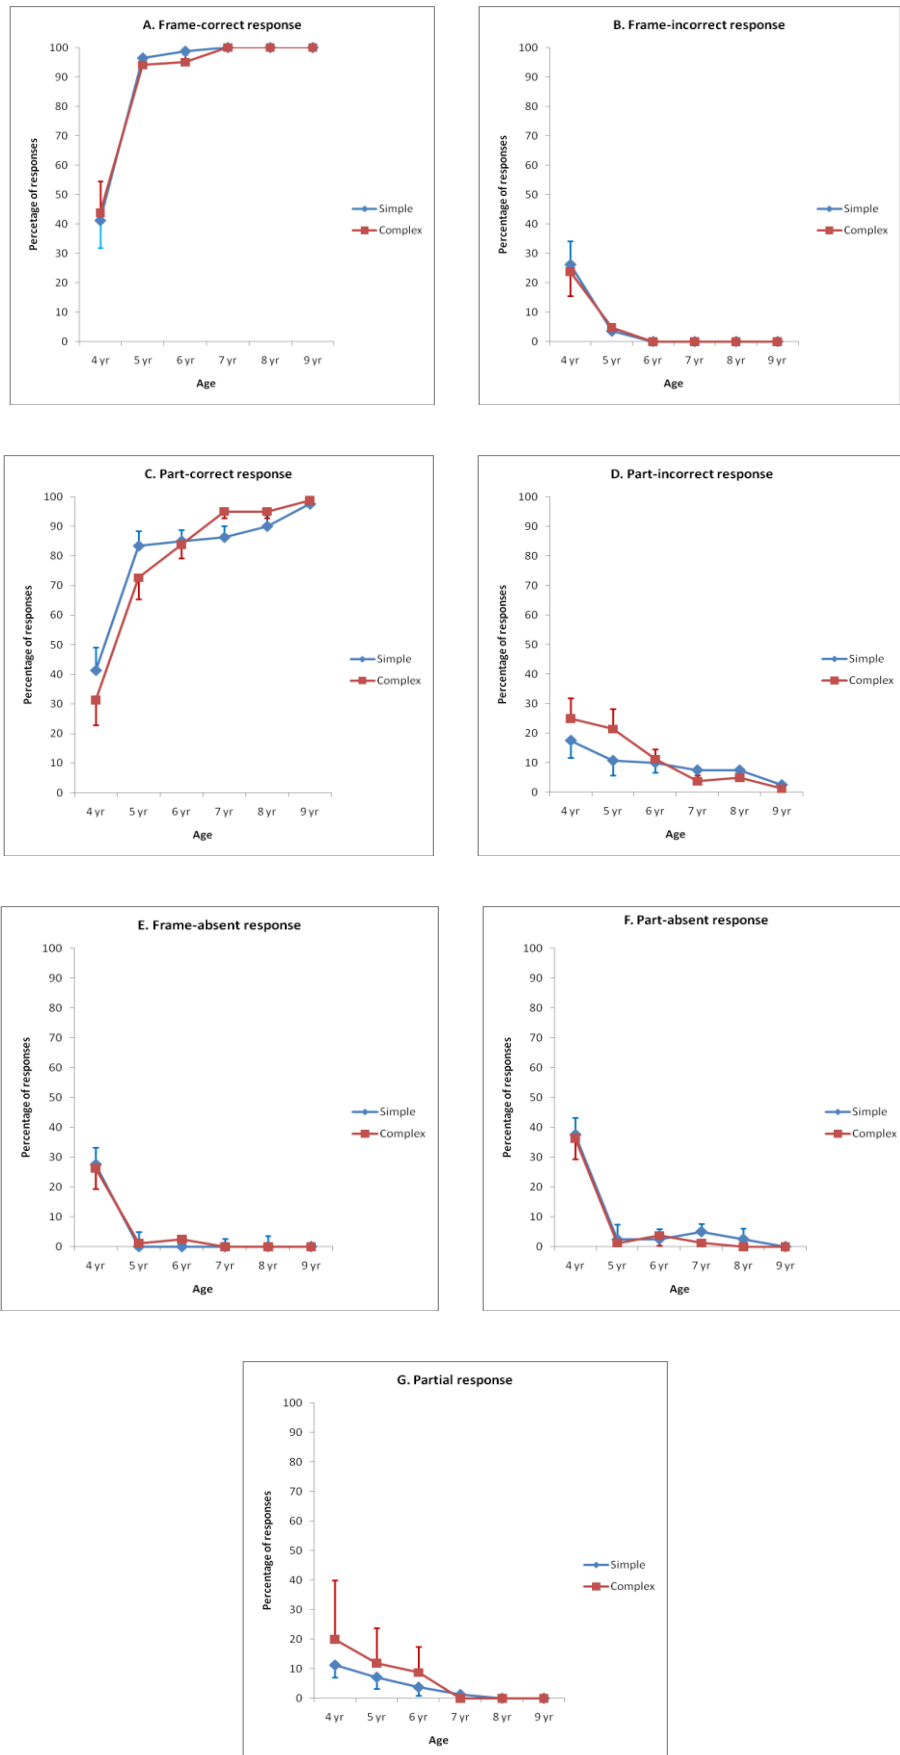 A. Frame-correct response
100
90
80
70
60
50
40
30
20
10
0
Percetage of responses
4 yr 5 yr 6 yr 7 yr 8 yr 9 yr
Age
Simple
Complex
B. Frame-incorrect response
100
90
80
70
60
50
40
30
20
10
0
Percentage of responses
4 yr 5 yr 6 yr 7 yr 8 yr 9 yr
Age
Simple
Complex
C. Part-correct response
100
90
80
70
60
50
40
30
20
10
0
Percentage of responses
4 yr 5 yr 6 yr 7 yr 8 yr 9 yr
Age
Simple
Complex
D. Part-incorrect response
100
90
80
70
60
50
40
30
20
10
0
Percentage of responses
4 yr 5 yr 6 yr 7 yr 8 yr 9 yr
Age
Simple
Complex
E. Frame-absent response
100
90
80
70
60
50
40
30
20
10
0
Percentage of responses
4 yr 5 yr 6 yr 7 yr 8 yr 9 yr
Age
Simple
Complex
F. Part-absent response
100
90
80
70
60
50
40
30
20
10
0
Percentage of responses
4 yr 5 yr 6 yr 7 yr 8 yr 9 yr
Age
Simple
Complex
G. Partial response
100
90
80
70
60
50
40
30
20
10
0
Percentage of responses
4 yr 5 yr 6 yr 7 yr 8 yr 9 yr
Age
Simple
Complex